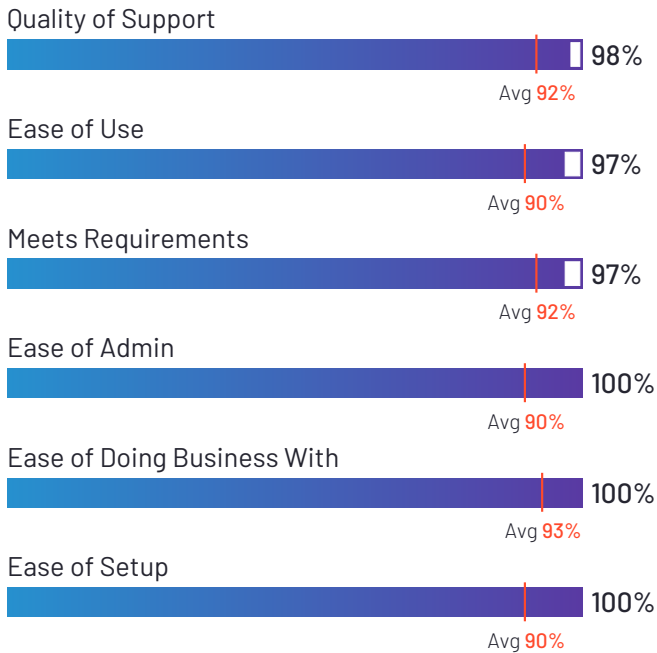 Quality of Support
98%
Avg 92%
Ease of Use
97%
Avg 90%
Meets Requirements
97%
Avg 92%
Ease of Admin
100%
Avg 90%
Ease of Doing Business With
100%
Avg 93%
Ease of Setup
100%
Avg 90%